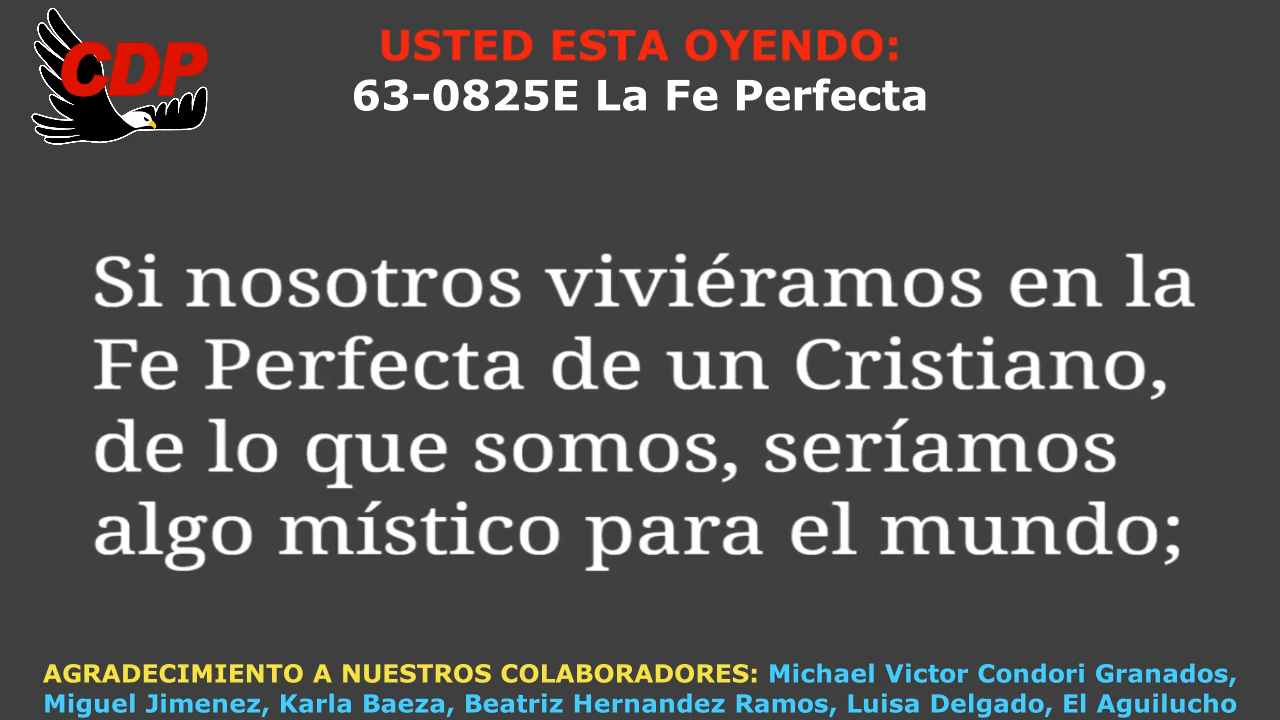 CDP
USTED ESTA OYENDO:
63-0825E La Fe Perfecta
Si nosotros viviéramos en la
Fe Perfecta de un Cristiano,
de lo que somos, seríamos
algo místico para el mundo;
AGRADECIMIENTO A NUESTROS COLABORADORES: Michael Victor Condori Granados,
Miguel Jimenez, Karla Baeza, Beatriz Hernandez Ramos, Luisa Delgado, El Aguilucho